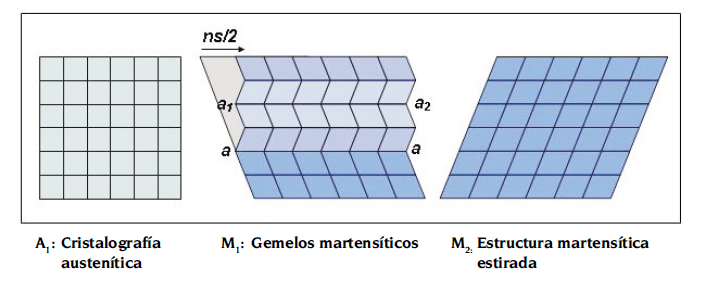 ns/2
a₁ a₂
a a
A₁: Cristalografía austenítica
M₁: Gemelos martensíticos
M₂: Estructura martensítica estirada